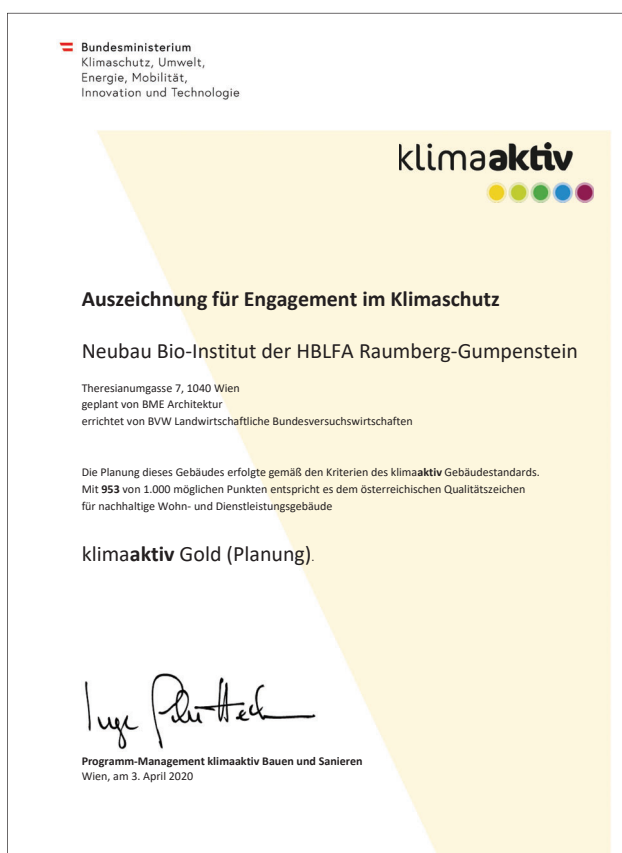 Bundesministerium
Klimaschutz, Umwelt,
Energie, Mobilität,
Innovation und Technologie
klimaaktiv
Auszeichnung für Engagement im Klimaschutz
Neubau Bio-Institut der HBLFA Raumberg-Gumpenstein
Theresianumgasse 7, 1040 Wien
geplant von BME Architektur
errichtet von BVW Landwirtschaftliche Bundesversuchswirtschaften
Die Planung dieses Gebäudes erfolgte gemäß den Kriterien des klimaaktiv Gebäudestandards.
Mit 953 von 1.000 möglichen Punkten entspricht es dem österreichischen Qualitätszeichen
für nachhaltige Wohn- und Dienstleistungsgebäude
klimaaktiv Gold (Planung).
Programm-Management klimaaktiv Bauen und Sanieren
Wien, am 3. April 2020